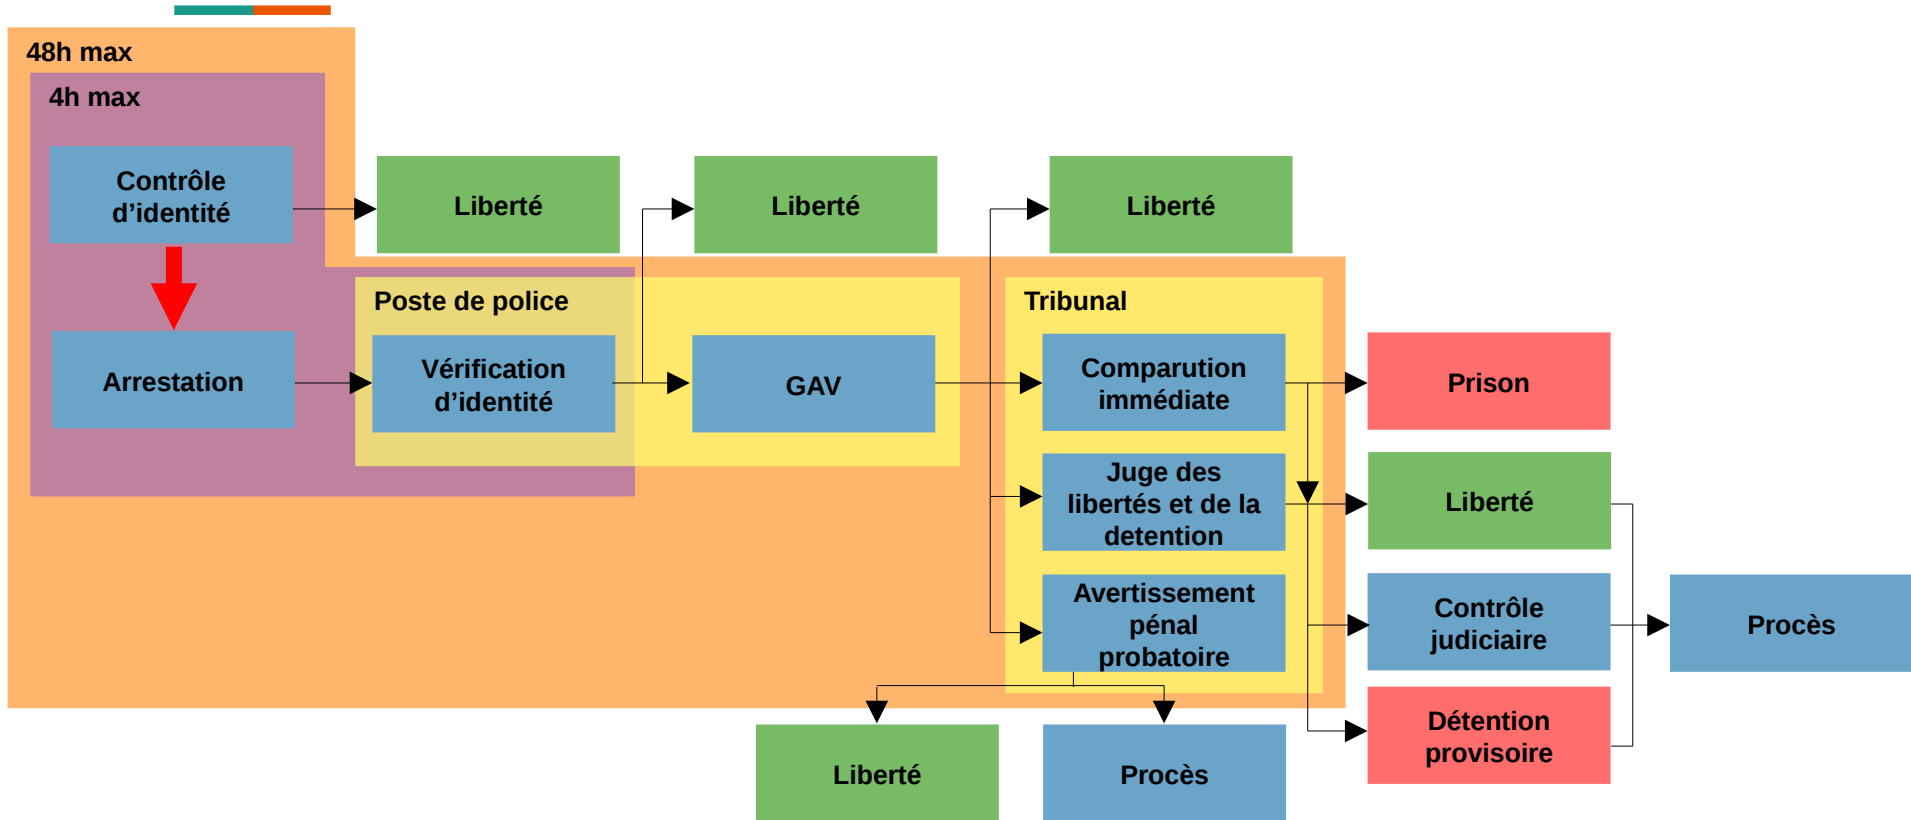 48h max
4h max
Contrôle
d’identité
Liberté
Liberté
Liberté
Poste de police
Tribunal
Arrestation
Vérification
d’identité
GAV
Comparution
immédiate
Prison
Juge des
libertés et de la
detention
Liberté
Avertissement
pénal
probatoire
Contrôle
judiciaire
Procès
Détention
provisoire
Liberté
Procès